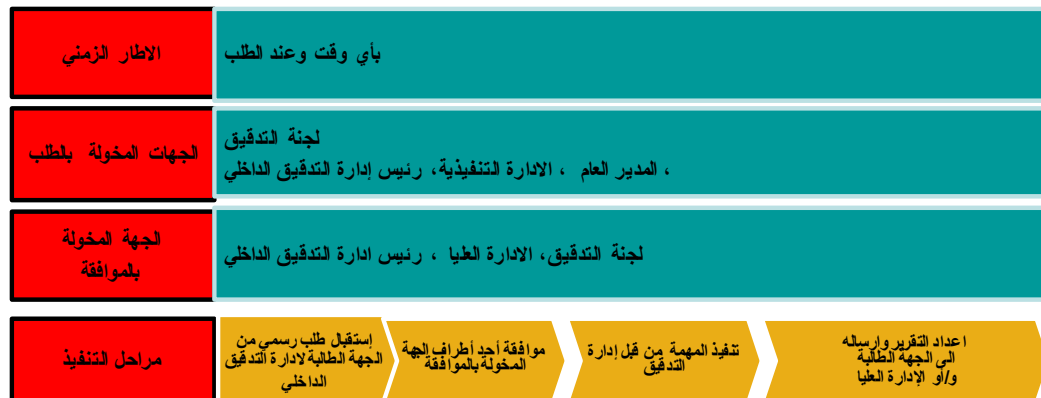 الاطار الزمني
بأي وقت وعند الطلب
الجهات المخولة بالطلب
لجنة التدقيق
، المدير العام ، الادارة التنفيذية، رئيس إدارة التدقيق الداخلي
الجهة المخولة
بالموافقة
لجنة التدقيق، الادارة العليا ، رئيس ادارة التدقيق الداخلي
مراحل التنفيذ
إستقبال طلب رسمي من
الجهة الطالبة لادارة التدقيق
الداخلي
موافقة أحد أطراف الجهة
المخولة بالموافقة
تنفيذ المهمة من قبل إدارة
التدقيق
اعداد التقرير وارساله
الى الجهة الطالبة
و/أو الإدارة العليا